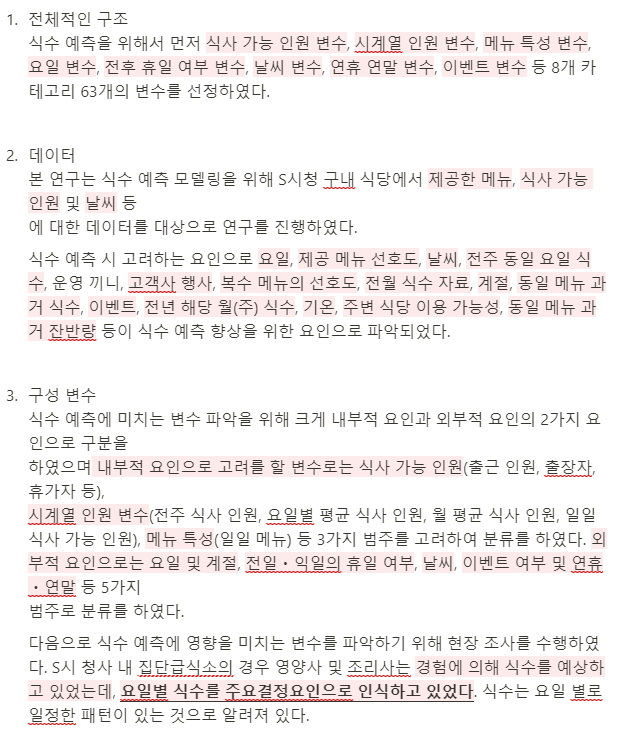 1. 전체적인 구조
식수 예측을 위해서 먼저 식사 가능 인원 변수, 시계열 인원 변수, 메뉴 특성 변수,
요일 변수, 전후 휴일 여부 변수, 날씨 변수, 연휴 연말 변수, 이벤트 변수 등 8개 카
테고리 63개의 변수를 선정하였다.
2. 데이터
본 연구는 식수 예측 모델링을 위해 S시청 구내 식당에서 제공한 메뉴, 식사 가능
인원 및 날씨 등
에 대한 데이터를 대상으로 연구를 진행하였다.
식수 예측 시 고려하는 요인으로 요일, 제공 메뉴 선호도, 날씨, 전주 동일 요일 식
수, 운영 끼니, 고객사 행사, 복수 메뉴의 선호도, 전월 식수 자료, 계절, 동일 메뉴 과
거 식수, 이벤트, 전년 해당 월(주) 식수, 기온, 주변 식당 이용 가능성, 동일 메뉴 과
거 잔반량 등이 식수 예측 향상을 위한 요인으로 파악되었다.
3. 구성 변수
식수 예측에 미치는 변수 파악을 위해 크게 내부적 요인과 외부적 요인의 2가지 요
인으로 구분을
하였으며 내부적 요인으로 고려를 할 변수로는 식사 가능 인원(출근 인원, 출장자,
휴가자 등),
시계열 인원 변수(전주 식사 인원, 요일별 평균 식사 인원, 월 평균 식사 인원, 일일
식사 가능 인원), 메뉴 특성(일일 메뉴) 등 3가지 범주를 고려하여 분류를 하였다. 외
부적 요인으로는 요일 및 계절, 전일・익일의 휴일 여부, 날씨, 이벤트 여부 및 연휴
・연말 등 5가지
범주로 분류를 하였다.
다음으로 식수 예측에 영향을 미치는 변수를 파악하기 위해 현장 조사를 수행하였
다. S시 청사 내 집단급식소의 경우 영양사 및 조리사는 경험에 의해 식수를 예상하
고 있었는데, 요일별 식수를 주요결정요인으로 인식하고 있었다. 식수는 요일 별로
일정한 패턴이 있는 것으로 알려져 있다.